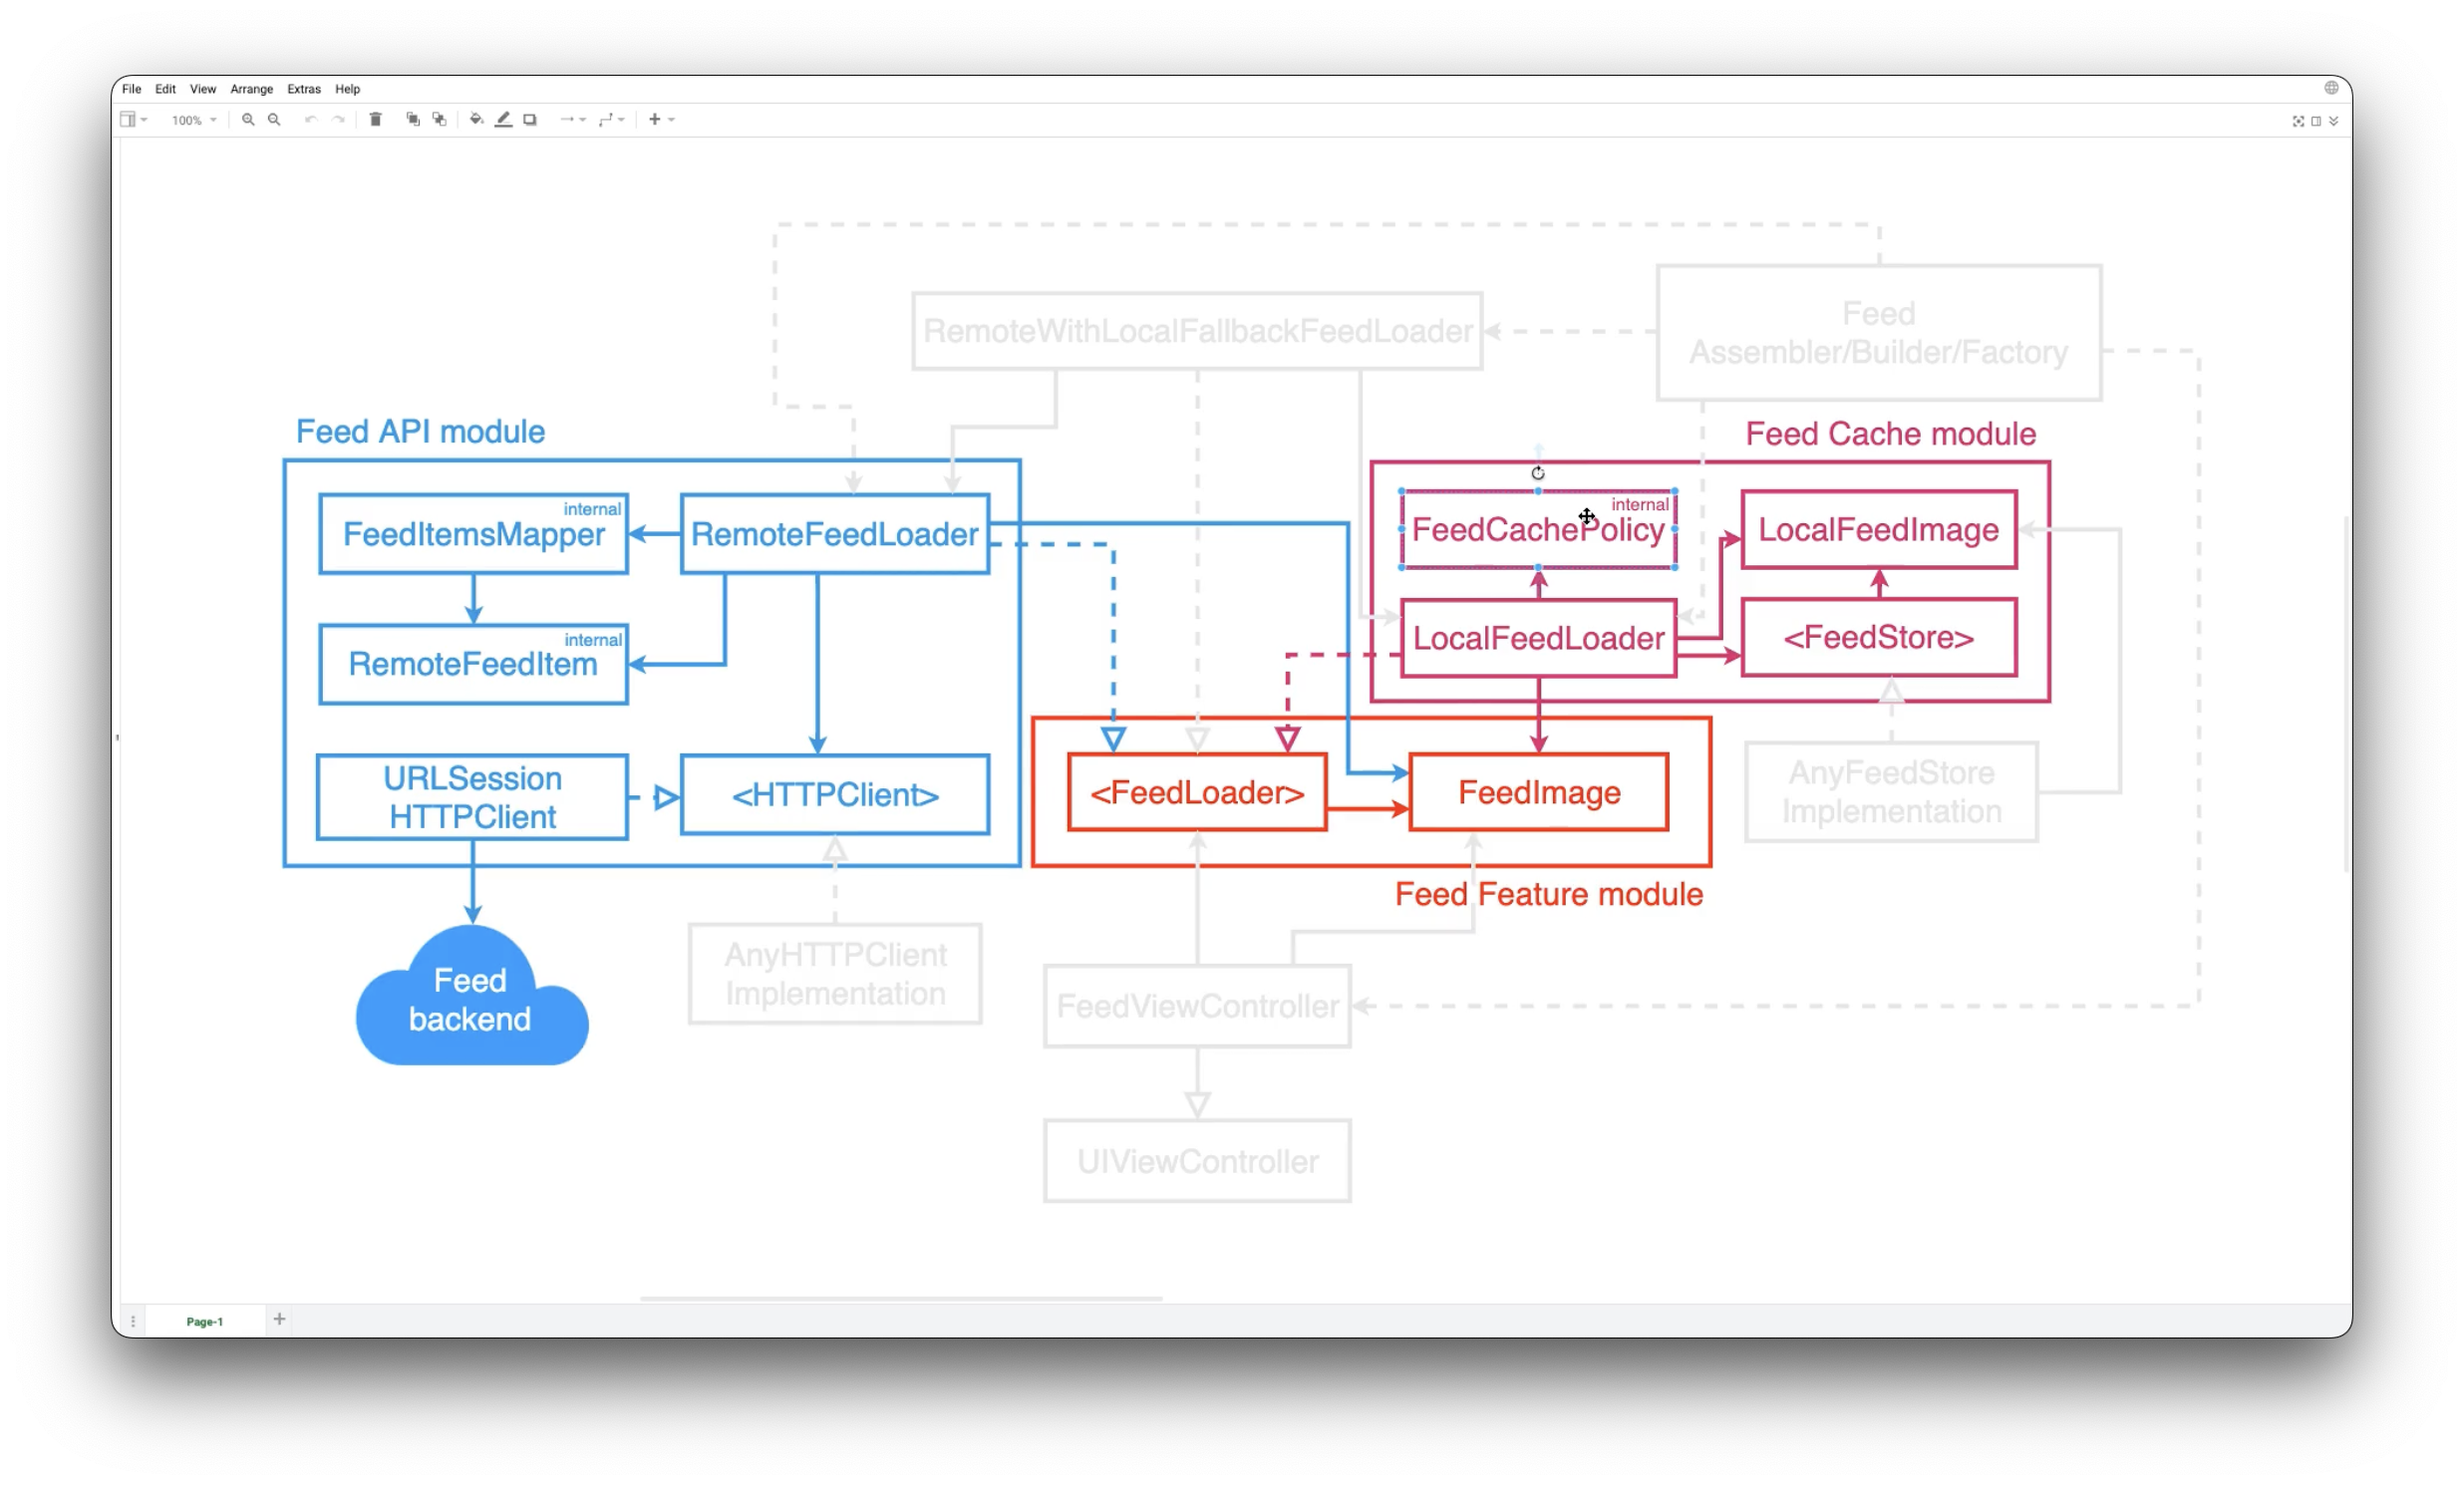 File Edit View Arrange Extras Help
100%
RemoteWithLocalFallbackFeedLoader
Feed
Assembler/Builder/Factory
Feed API module
Feed Cache module
internal
FeedItemsMapper
RemoteFeedLoader
internal
FeedCachePolicy
LocalFeedImage
internal
RemoteFeedItem
LocalFeedLoader
<FeedStore>
URLSession
HTTPClient
<HTTPClient>
<FeedLoader>
FeedImage
AnyFeedStore
Implementation
Feed Feature module
Feed
backend
AnyHTTPClient
Implementation
FeedViewController
UIViewController
Page-1